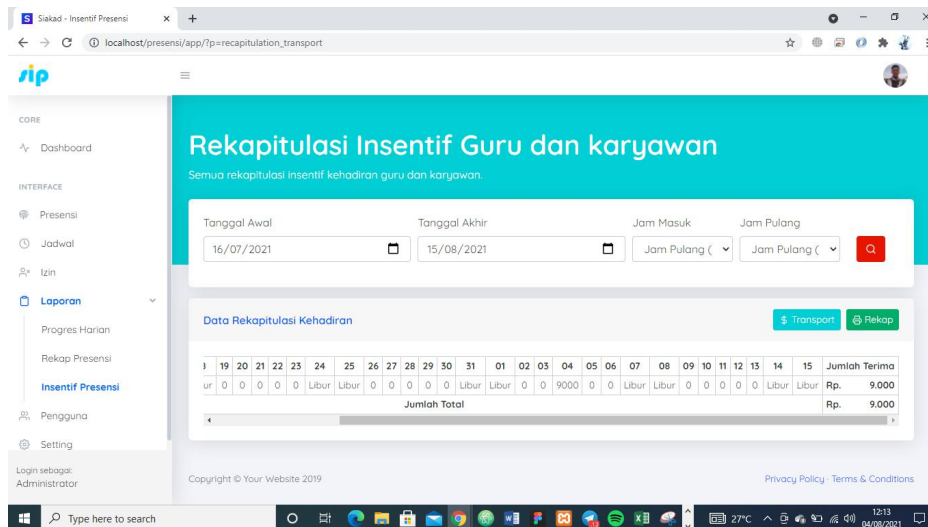 Siakad - Insentif Presensi
localhost/presensi/app/?p=recapitulation_transport
sip
CORE
Dashboard
INTERFACE
Presensi
Jadwal
Izin
Laporan
Progres Harian
Rekap Presensi
Insentif Presensi
Pengguna
Setting
Login sebagai:
Administrator
Rekapitulasi Insentif Guru dan karyawan
Semua rekapitulasi insentif kehadiran guru dan karyawan.
Tanggal Awal Tanggal Akhir Jam Masuk Jam Pulang
16/07/2021 15/08/2021 Jam Pulang ( Jam Pulang (
Data Rekapitulasi Kehadiran
$ Transport Rekap
19 20 21 22 23 24 25 26 27 28 29 30 31 01 02 03 04 05 06 07 08 09 10 11 12 13 14 15 Jumlah Terima
ur 0 0 0 0 0 Libur Libur 0 0 0 0 0 Libur Libur 0 0 9000 0 0 Libur Libur 0 0 0 0 0 Libur Libur Rp. 9.000
Jumlah Total Rp. 9.000
Copyright © Your Website 2019
Privacy Policy · Terms & Conditions
Type here to search
27°C
12:13
04/08/2021